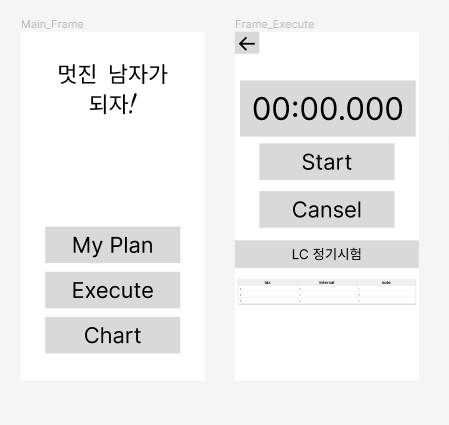 Main_Frame
멋진 남자가
되자!
My Plan
Execute
Chart
Frame_Execute
00:00.000
Start
Cansel
LC 정기시험
Idx Interval note